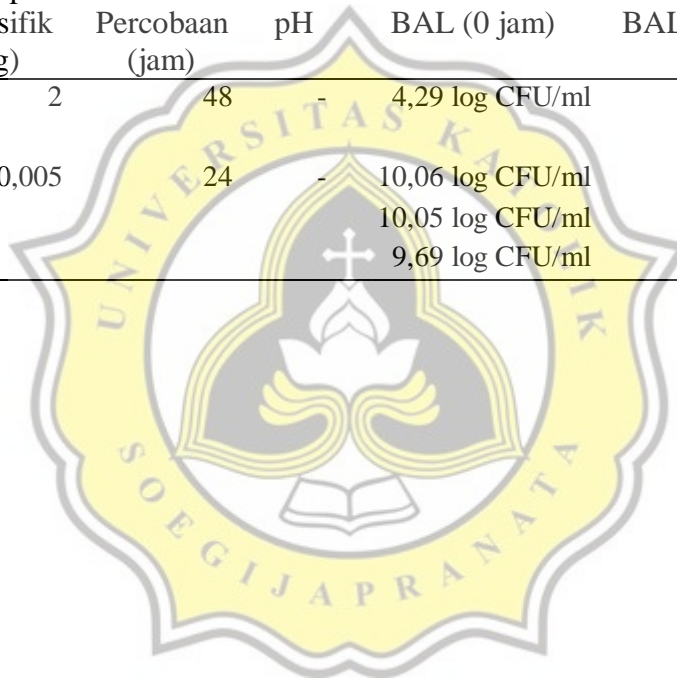 sifik Percobaan pH BAL (0 jam) BAL
g) (jam)
2 48 - 4,29 log CFU/ml
0,005 24 - 10,06 log CFU/ml
10,05 log CFU/ml
9,69 log CFU/ml
UNIVERSITAS KATOLIK
SOEGIJAPRANATA